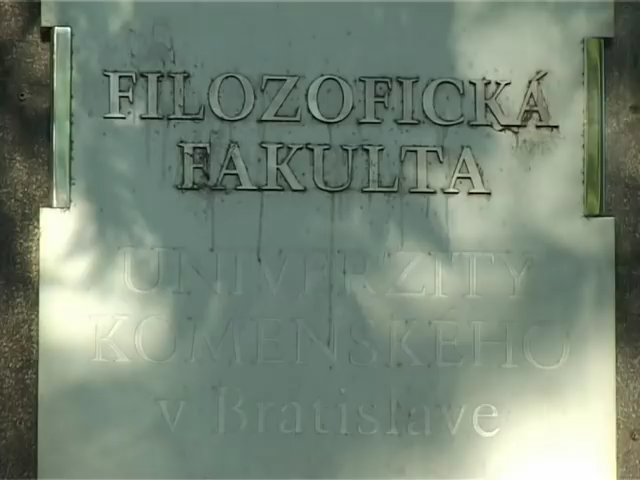 FILOZOFICKÁ
FAKULTA
UNIVERZITY
KOMENSKÉHO
v Bratislave